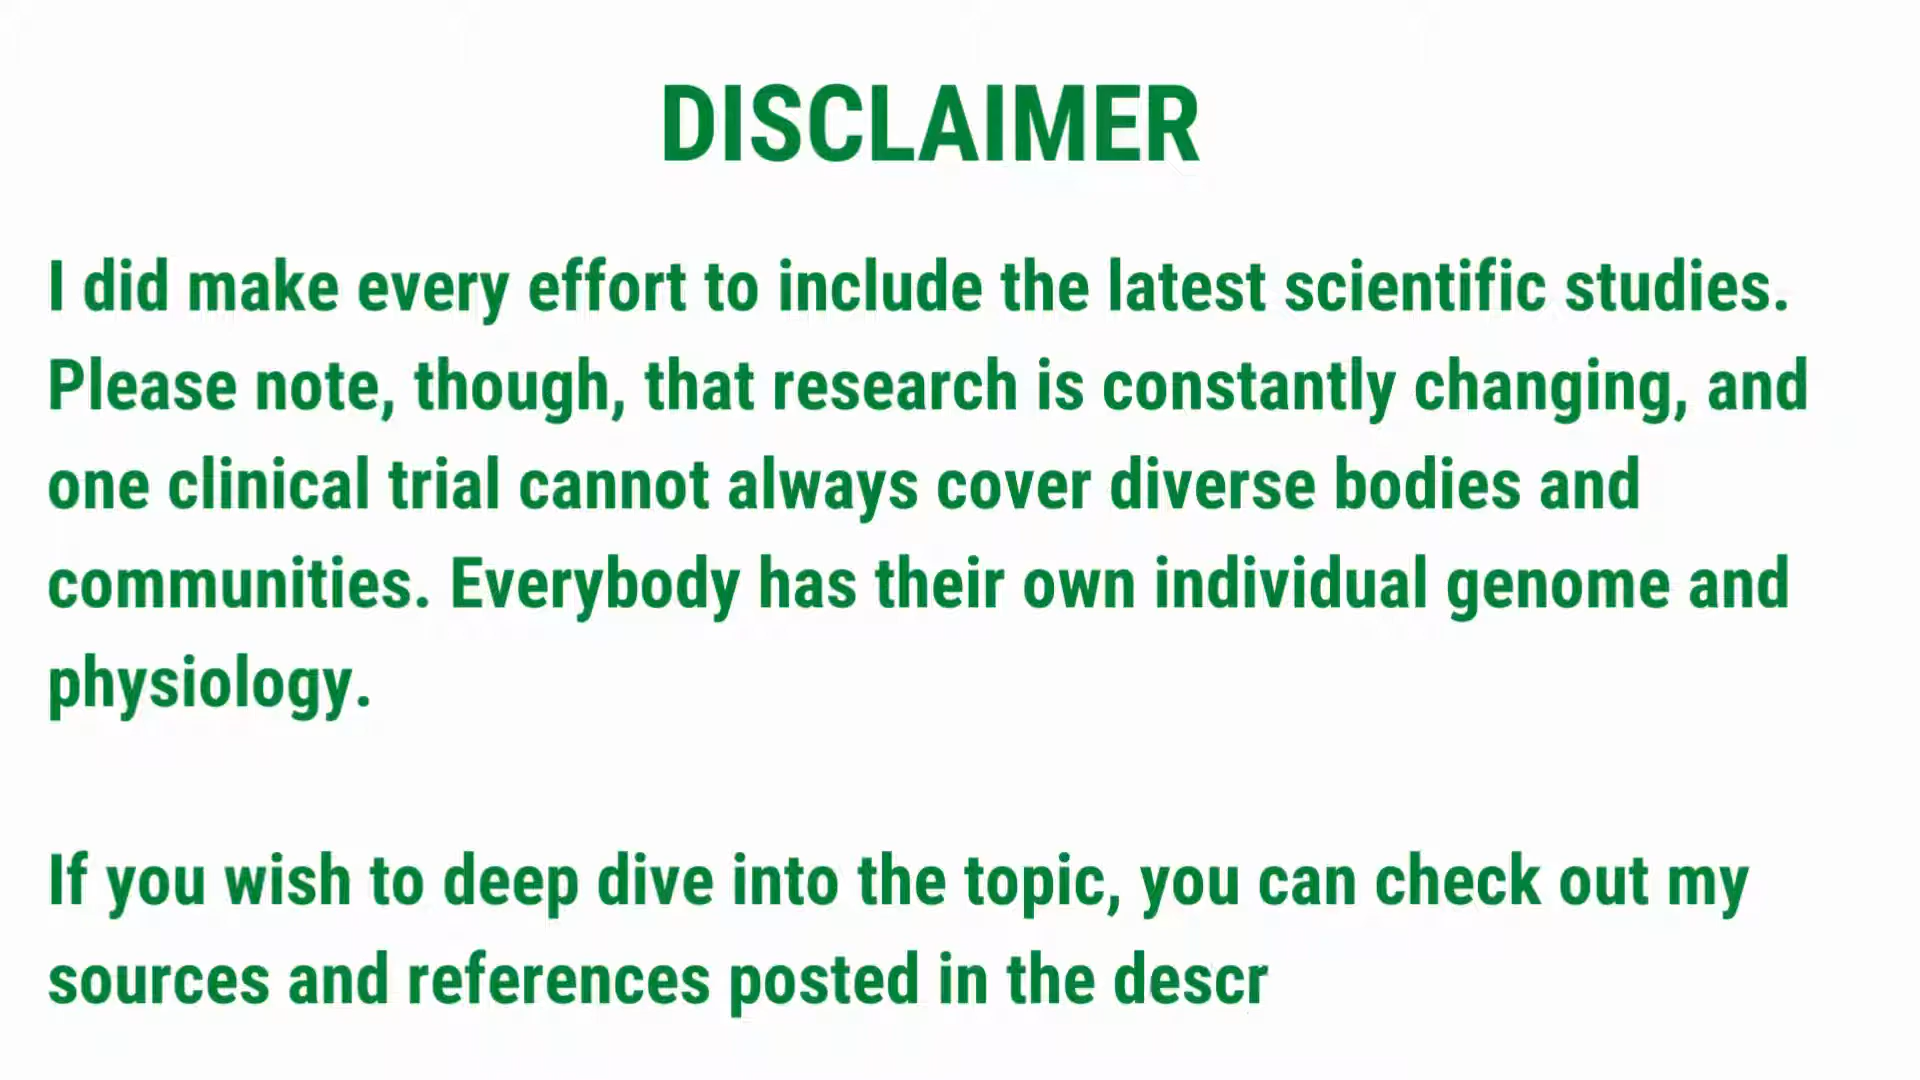 DISCLAIMER
I did make every effort to include the latest scientific studies.
Please note, though, that research is constantly changing, and
one clinical trial cannot always cover diverse bodies and
communities. Everybody has their own individual genome and
physiology.
If you wish to deep dive into the topic, you can check out my
sources and references posted in the descr